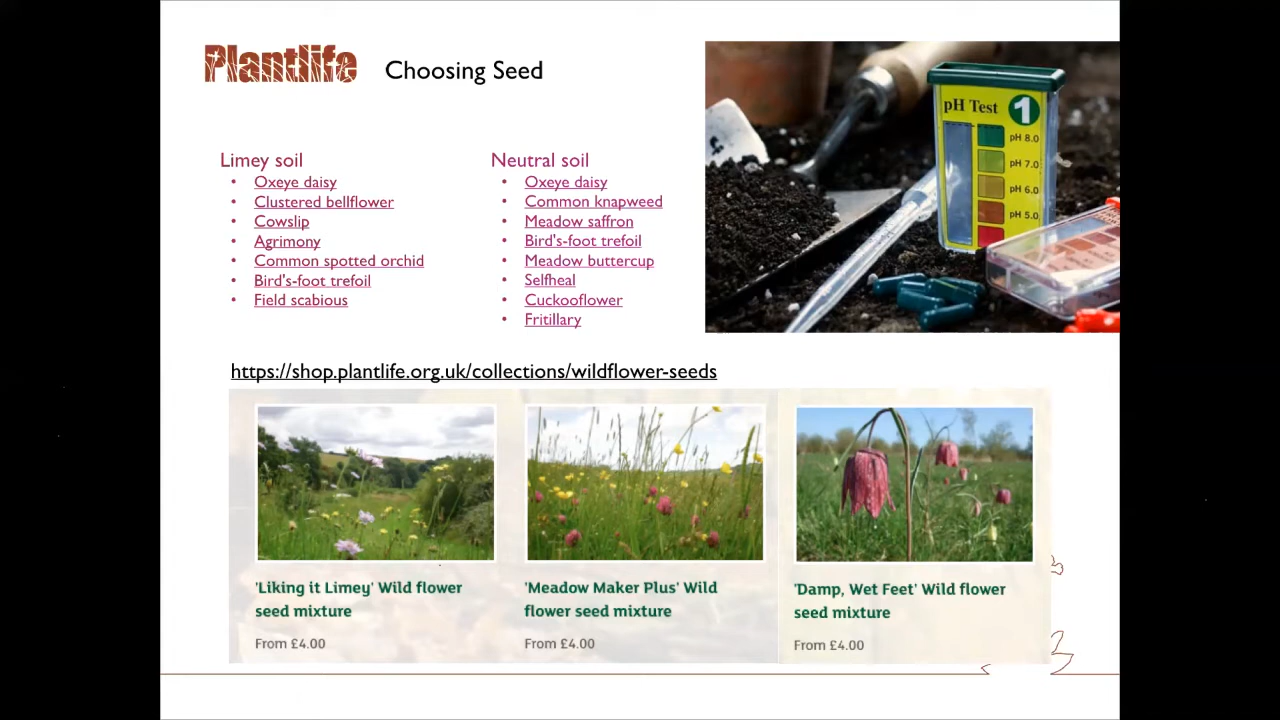 Plantlife
Choosing Seed
pH Test 1
pH 8.0
pH 7.0
pH 6.0
pH 5.0
Limey soil
• Oxeye daisy
• Clustered bellflower
• Cowslip
• Agrimony
• Common spotted orchid
• Bird's-foot trefoil
• Field scabious
Neutral soil
• Oxeye daisy
• Common knapweed
• Meadow saffron
• Bird's-foot trefoil
• Meadow buttercup
• Selfheal
• Cuckooflower
• Fritillary
https://shop.plantlife.org.uk/collections/wildflower-seeds
'Liking it Limey' Wild flower
seed mixture
From £4.00
'Meadow Maker Plus' Wild
flower seed mixture
From £4.00
'Damp, Wet Feet' Wild flower
seed mixture
From £4.00